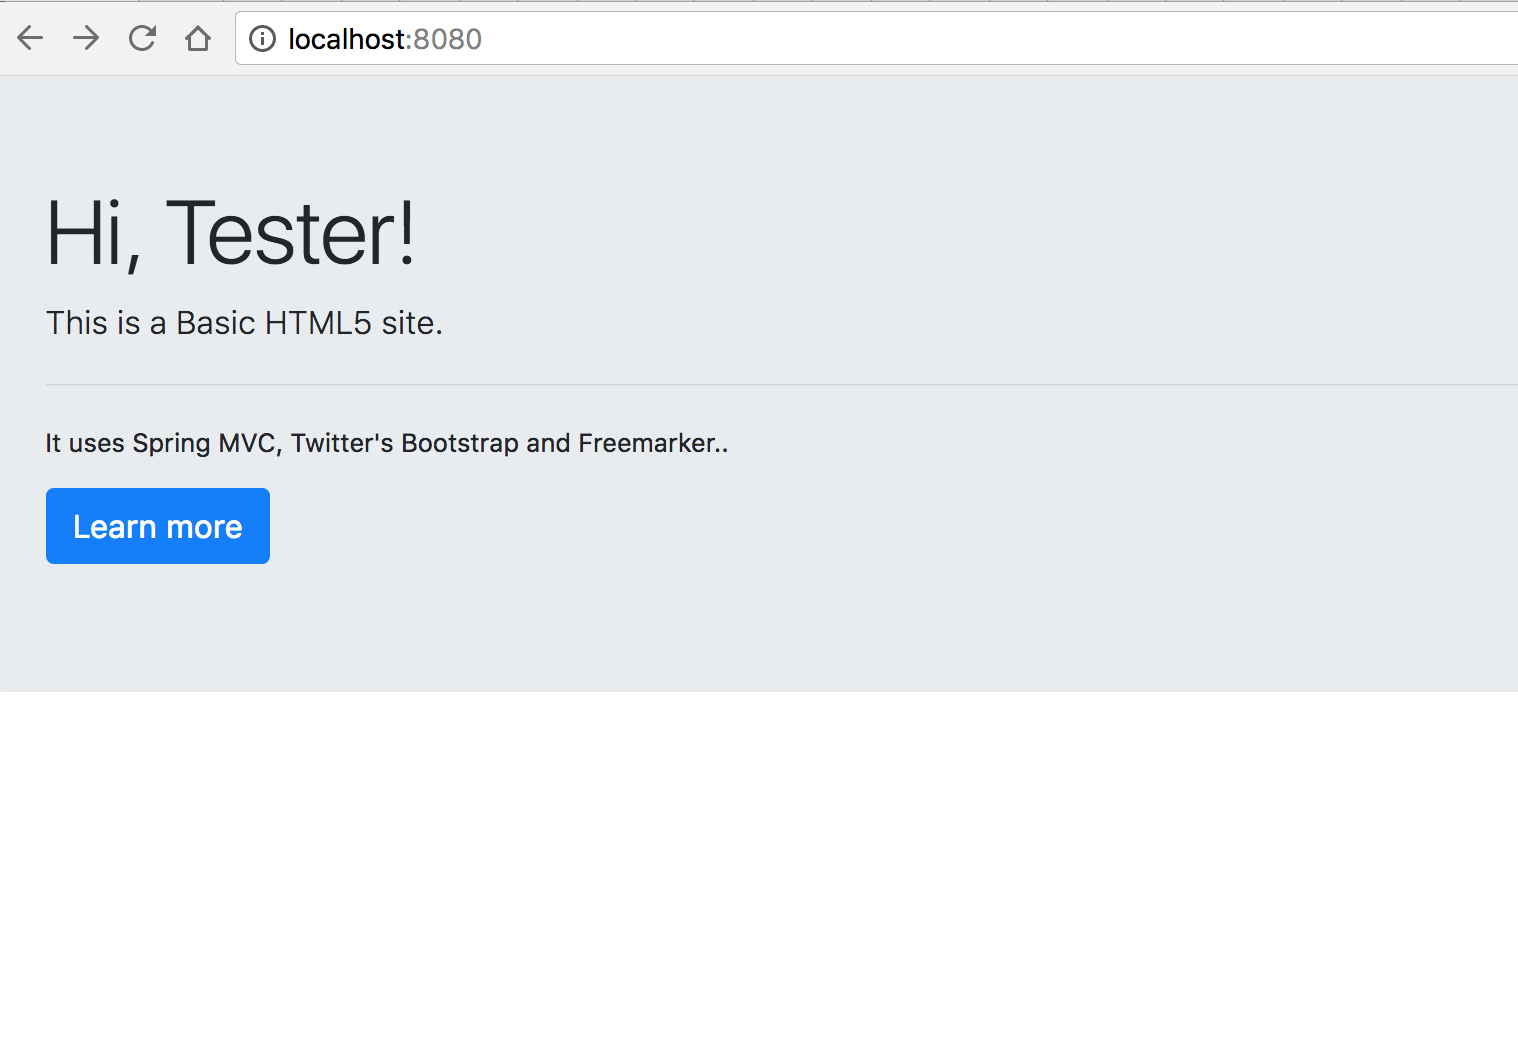 localhost:8080
Hi, Tester!
This is a Basic HTML5 site.
It uses Spring MVC, Twitter's Bootstrap and Freemarker..
Learn more